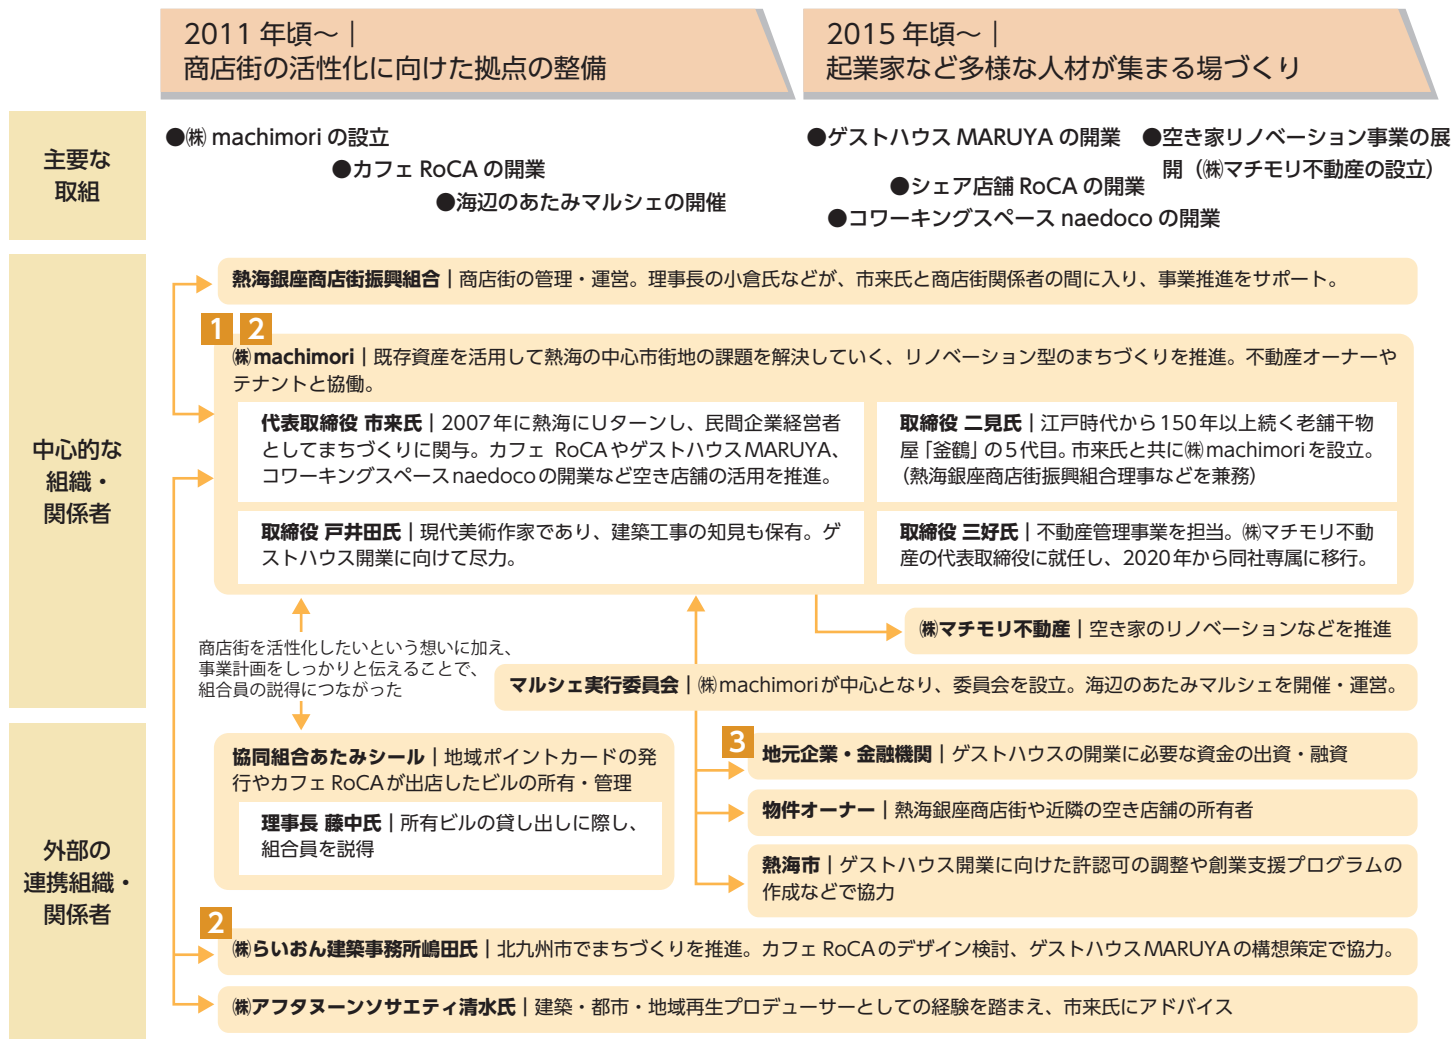 2011 年頃～｜
商店街の活性化に向けた拠点の整備
2015 年頃～｜
起業家など多様な人材が集まる場づくり
主要な
取組
●㈱ machimori の設立
●カフェ RoCA の開業
●海辺のあたみマルシェの開催
●ゲストハウス MARUYA の開業
●シェア店舗 RoCA の開業
●コワーキングスペース naedoco の開業
●空き家リノベーション事業の展
開（㈱マチモリ不動産の設立）
中心的な
組織・
関係者
熱海銀座商店街振興組合｜商店街の管理・運営。理事長の小倉氏などが、市来氏と商店街関係者の間に入り、事業推進をサポート。
1 2
㈱machimori｜既存資産を活用して熱海の中心市街地の課題を解決していく、リノベーション型のまちづくりを推進。不動産オーナーや
テナントと協働。
代表取締役 市来氏｜2007年に熱海にUターンし、民間企業経営者
としてまちづくりに関与。カフェ RoCAやゲストハウスMARUYA、
コワーキングスペースnaedocoの開業など空き店舗の活用を推進。
取締役 二見氏｜江戸時代から150年以上続く老舗干物
屋「釜鶴」の5代目。市来氏と共に㈱machimoriを設立。
（熱海銀座商店街振興組合理事などを兼務）
取締役 戸井田氏｜現代美術作家であり、建築工事の知見も保有。ゲ
ストハウス開業に向けて尽力。
取締役 三好氏｜不動産管理事業を担当。㈱マチモリ不動
産の代表取締役に就任し、2020年から同社専属に移行。
㈱マチモリ不動産｜空き家のリノベーションなどを推進
商店街を活性化したいという想いに加え、
事業計画をしっかりと伝えることで、
組合員の説得につながった
マルシェ実行委員会｜㈱machimoriが中心となり、委員会を設立。海辺のあたみマルシェを開催・運営。
外部の
連携組織・
関係者
協同組合あたみシール｜地域ポイントカードの発
行やカフェ RoCAが出店したビルの所有・管理
理事長 藤中氏｜所有ビルの貸し出しに際し、
組合員を説得
3
地元企業・金融機関｜ゲストハウスの開業に必要な資金の出資・融資
物件オーナー｜熱海銀座商店街や近隣の空き店舗の所有者
熱海市｜ゲストハウス開業に向けた許認可の調整や創業支援プログラムの
作成などで協力
2
㈱らいおん建築事務所嶋田氏｜北九州市でまちづくりを推進。カフェ RoCAのデザイン検討、ゲストハウスMARUYAの構想策定で協力。
㈱アフタヌーンソサエティ清水氏｜建築・都市・地域再生プロデューサーとしての経験を踏まえ、市来氏にアドバイス